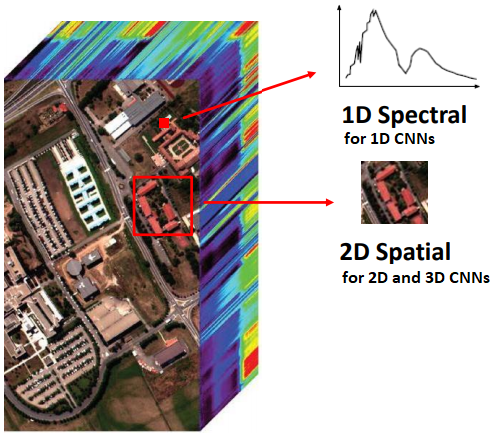 1D Spectral
for 1D CNNs
2D Spatial
for 2D and 3D CNNs